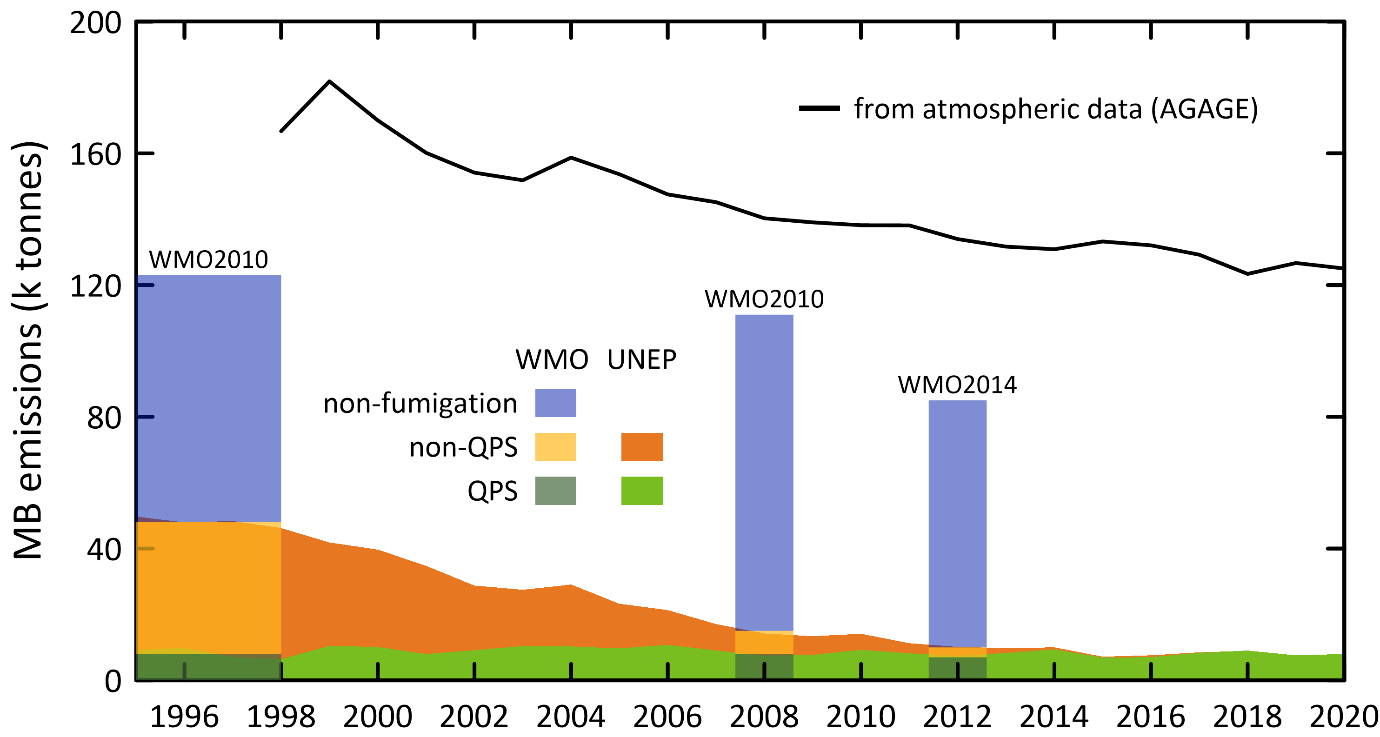 200
160
120
80
40
0
MB emissions (k tonnes)
from atmospheric data (AGAGE)
WMO2010
WMO2010
WMO2014
WMO UNEP
non-fumigation
non-QPS
QPS
1996 1998 2000 2002 2004 2006 2008 2010 2012 2014 2016 2018 2020